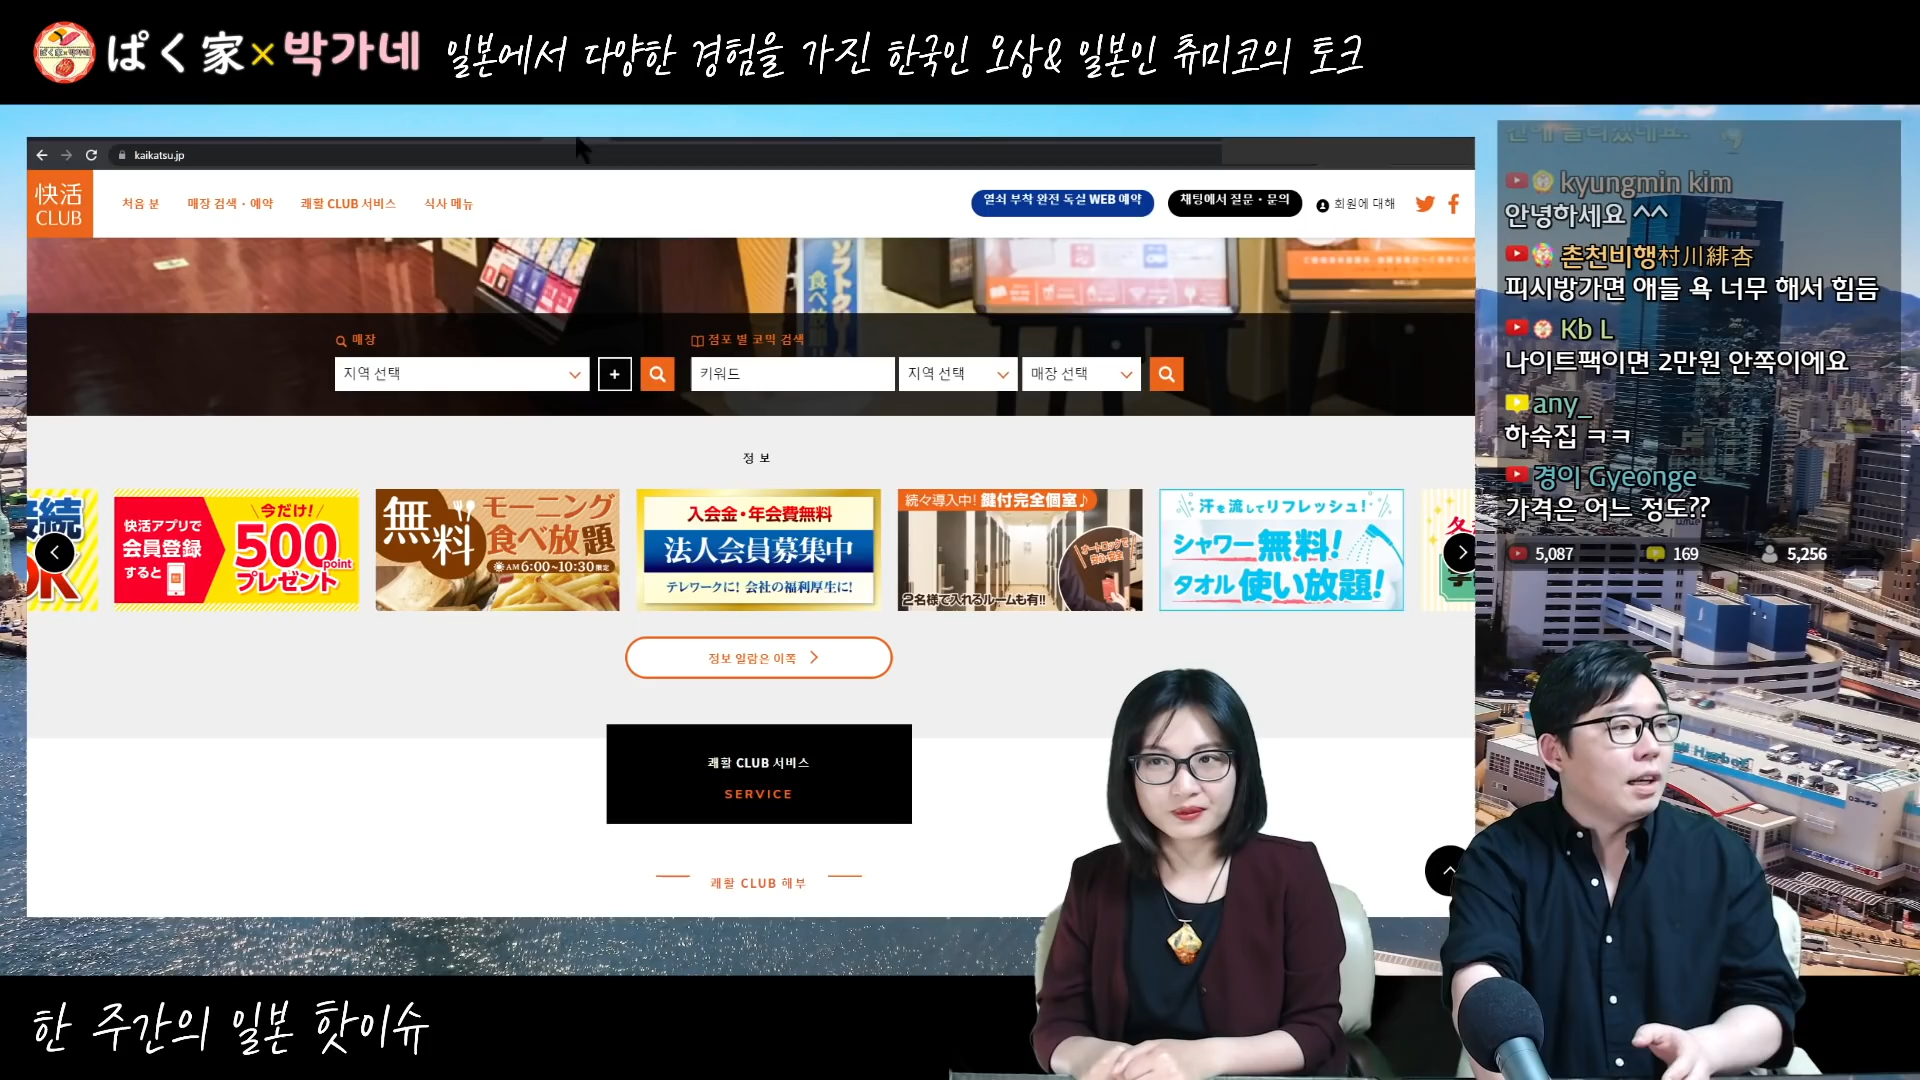 ぱく家×박가네 일본에서 다양한 경험을 가진 한국인 오상& 일본인 츄미코의 토크
kaikatsu.jp
快活
CLUB
처음 분 매장 검색・예약 쾌활 CLUB 서비스 식사 메뉴
열쇠 부착 완전 독실 WEB 예약 채팅에서 질문・문의 회원에 대해
매장
지역 선택
+
점포 별 코믹 검색
키워드 지역 선택 매장 선택
정 보
快活アプリで
会員登録
すると
今だけ!
500point
プレゼント
無料
モーニング
食べ放題
AM6:00~10:30限定
入会金・年会費無料
法人会員募集中
テレワークに! 会社の福利厚生に!
続々導入中! 鍵付完全個室♪
オートロックで
安心・安全
2名様で入れるルームも有!!
汗を流してリフレッシュ!
シャワー無料!
タオル使い放題!
정보 일람은 이쪽
쾌활 CLUB 서비스
SERVICE
쾌활 CLUB 해부
kyungmin kim
안녕하세요 ^^
촌천비행村川緋杏
피시방가면 애들 욕 너무 해서 힘듬
Kb L
나이트팩이면 2만원 안쪽이에요
any_
하숙집 ㅋㅋ
경이 Gyeonge
가격은 어느 정도??
5,087 169 5,256
한 주간의 일본 핫이슈